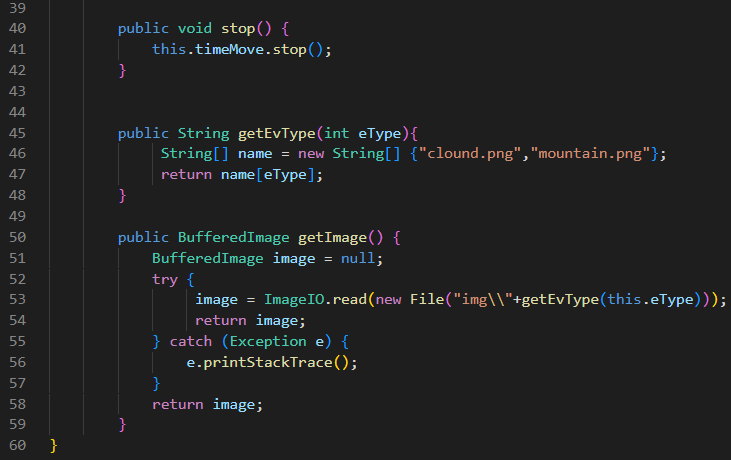 39
40 public void stop() {
41 this.timeMove.stop();
42 }
43
44
45 public String getEvType(int eType){
46 String[] name = new String[] {"clound.png","mountain.png"};
47 return name[eType];
48 }
49
50 public BufferedImage getImage() {
51 BufferedImage image = null;
52 try {
53 image = ImageIO.read(new File("img\\"+getEvType(this.eType)));
54 return image;
55 } catch (Exception e) {
56 e.printStackTrace();
57 }
58 return image;
59 }
60 }